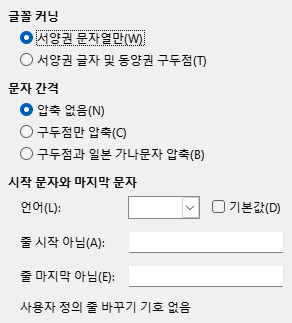 글꼴 커닝
서양권 문자열만(W)
서양권 글자 및 동양권 구두점(T)
문자 간격
압축 없음(N)
구두점만 압축(C)
구두점과 일본 가나문자 압축(B)
시작 문자와 마지막 문자
언어(L): 기본값(D)
줄 시작 아님(A):
줄 마지막 아님(E):
사용자 정의 줄 바꾸기 기호 없음